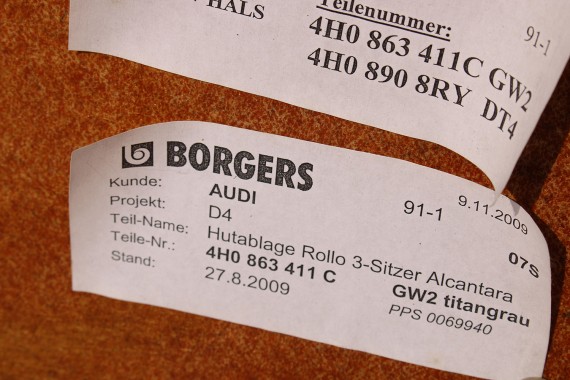 HALS
Teilenummer:
4H0 863 411C GW2
4H0 890 8RY DT4
91-1
BORGERS
Kunde: AUDI
Projekt: D4
Teil-Name: Hutablage Rollo 3-Sitzer Alcantara
Teile-Nr.: 4H0 863 411 C GW2 titangrau
Stand: 27.8.2009 PPS 0069940
91-1 9.11.2009
07S